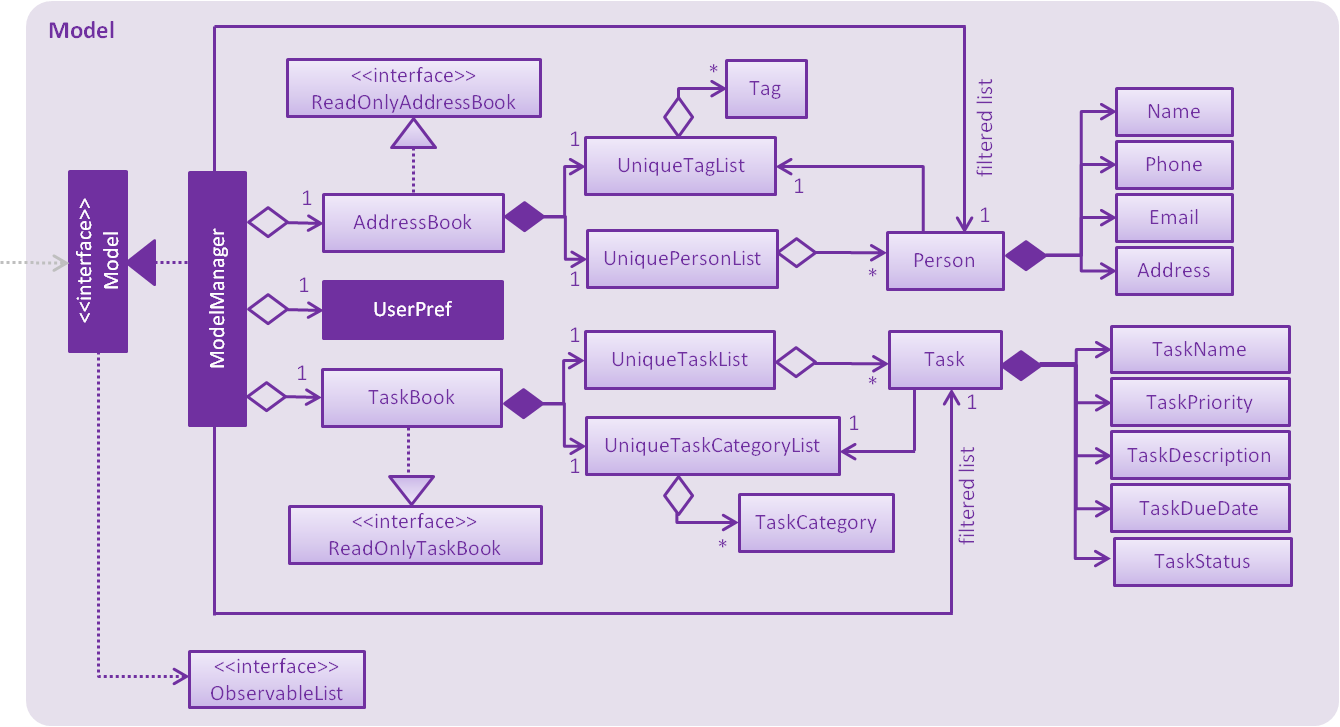 Model
<<interface>>
ReadOnlyAddressBook
*
Tag
filtered list
Name
1
UniqueTagList
Phone
1
<<interface>>
Model
ModelManager
1
AddressBook
1
Email
UniquePersonList
Person
1
*
Address
1
UserPref
1
UniqueTaskList
Task
TaskName
*
1
TaskBook
1
TaskPriority
1
UniqueTaskCategoryList
1
filtered list
TaskDescription
<<interface>>
ReadOnlyTaskBook
TaskCategory
*
TaskDueDate
TaskStatus
<<interface>>
ObservableList